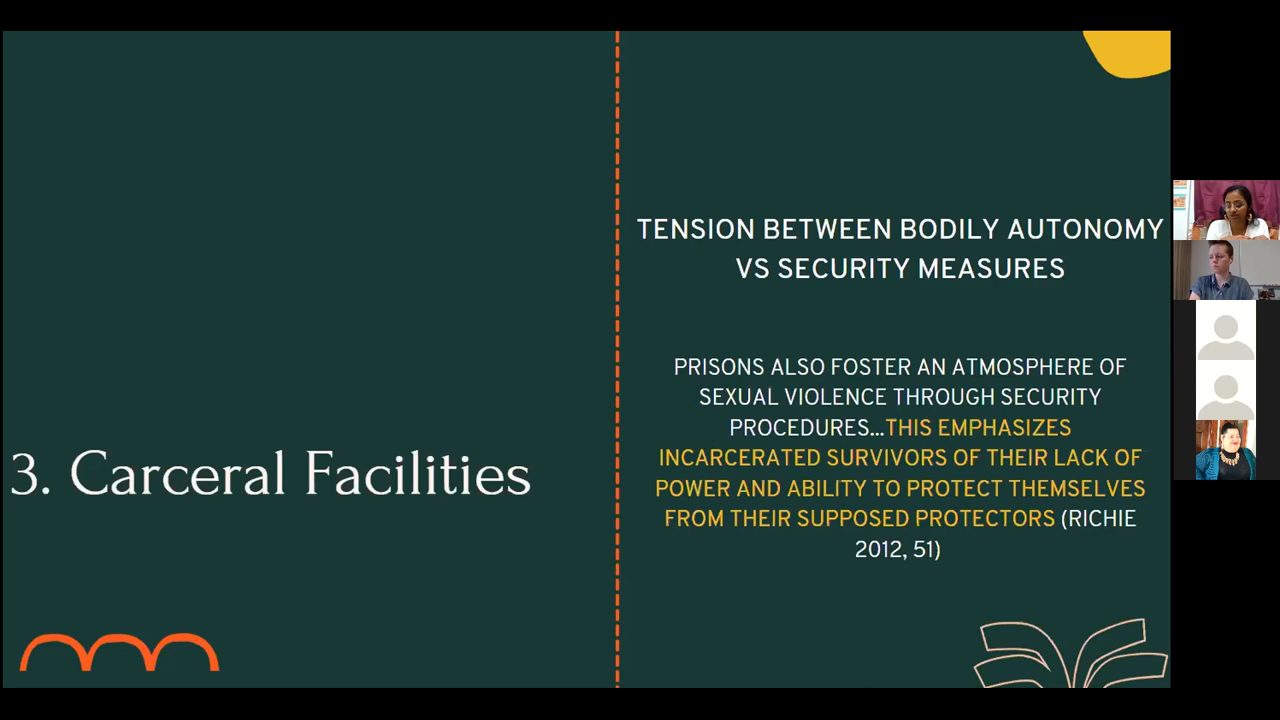 3. Carceral Facilities
TENSION BETWEEN BODILY AUTONOMY
VS SECURITY MEASURES
PRISONS ALSO FOSTER AN ATMOSPHERE OF
SEXUAL VIOLENCE THROUGH SECURITY
PROCEDURES...THIS EMPHASIZES
INCARCERATED SURVIVORS OF THEIR LACK OF
POWER AND ABILITY TO PROTECT THEMSELVES
FROM THEIR SUPPOSED PROTECTORS (RICHIE
2012, 51)